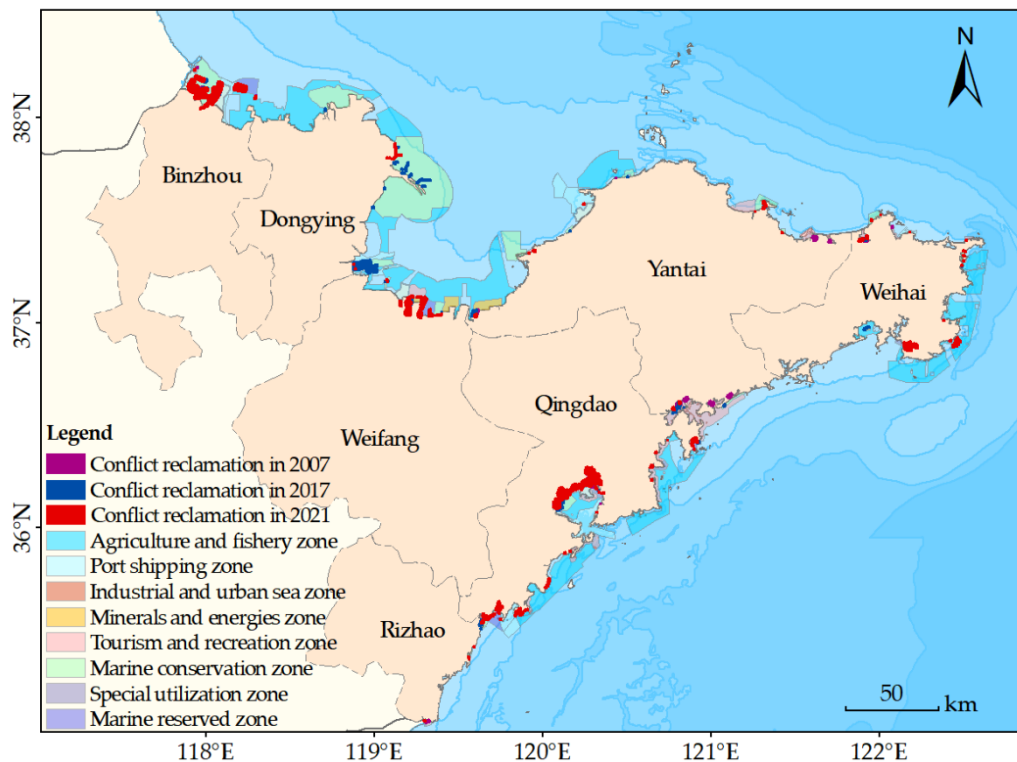 N
38°N
37°N
36°N
Binzhou
Dongying
Yantai
Weihai
Qingdao
Weifang
Rizhao
Legend
Conflict reclamation in 2007
Conflict reclamation in 2017
Conflict reclamation in 2021
Agriculture and fishery zone
Port shipping zone
Industrial and urban sea zone
Minerals and energies zone
Tourism and recreation zone
Marine conservation zone
Special utilization zone
Marine reserved zone
50
km
118°E
119°E
120°E
121°E
122°E